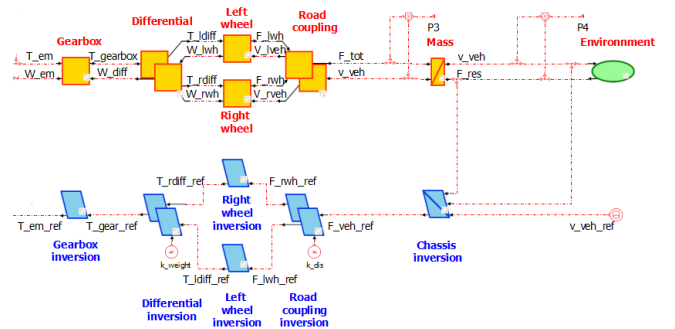 Left
wheel
Road
coupling
Differential
P3
P4
Gearbox
Mass
Environnment
T_ldiff
F_lwh
T_em
T_gearbox
W_lwh
V_lveh
F_tot
v_veh
W_em
W_diff
T_rdiff
F_rwh
v_veh
F_res
W_rwh
V_rveh
Right
wheel
T_rdiff_ref
F_rwh_ref
Right
wheel
inversion
T_em_ref
T_gear_ref
F_veh_ref
v_veh_ref
Gearbox
inversion
Chassis
inversion
k_weight
k_dis
T_ldiff_ref
F_lwh_ref
Differential
inversion
Left
wheel
inversion
Road
coupling
inversion